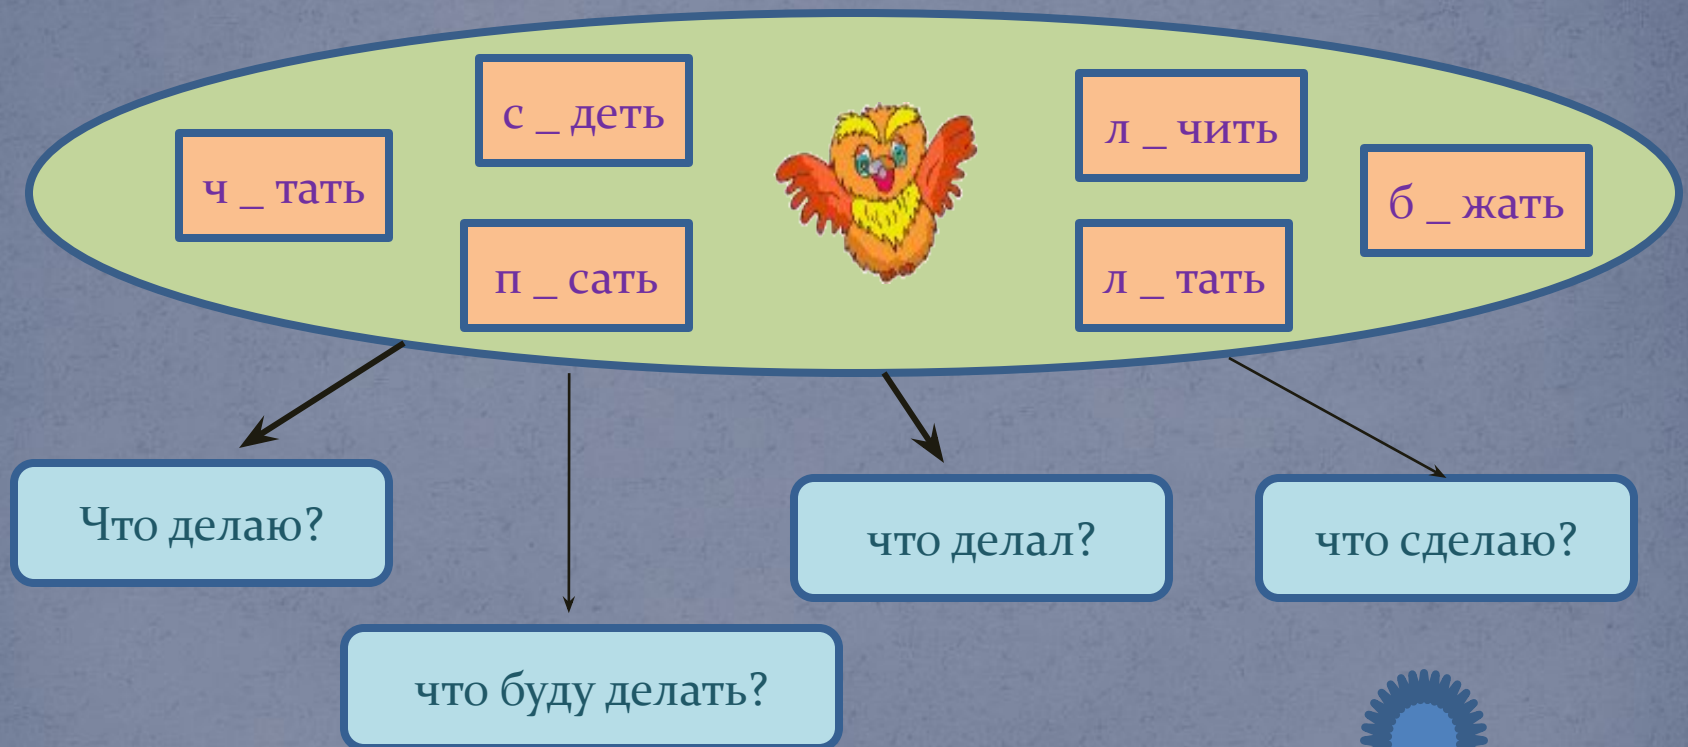 ч _ тать
с _ деть
п _ сать
л _ чить
л _ тать
б _ жать
Что делаю?
что буду делать?
что делал?
что сделаю?